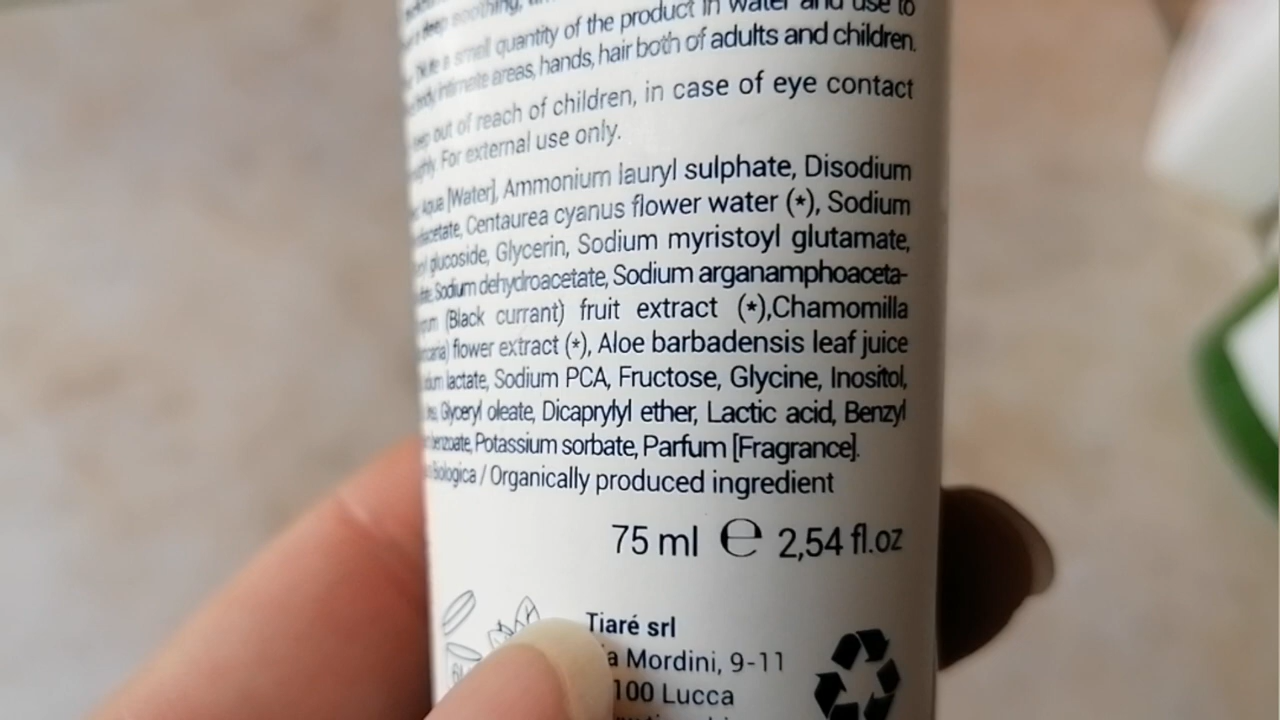 soothing,
a small quantity of the product in water and use to
body, intimate areas, hands, hair both of adults and children.
out of reach of children, in case of eye contact
For external use only.
Aqua [Water], Ammonium lauryl sulphate, Disodium
Centaurea cyanus flower water (*), Sodium
glucoside, Glycerin, Sodium myristoyl glutamate,
Sodium dehydroacetate, Sodium arganamphoaceta-
(Black currant) fruit extract (*),Chamomilla
flower extract (*), Aloe barbadensis leaf juice
lactate, Sodium PCA, Fructose, Glycine, Inositol,
Glyceryl oleate, Dicaprylyl ether, Lactic acid, Benzyl
benzoate, Potassium sorbate, Parfum [Fragrance].
Biologica / Organically produced ingredient
75 ml e 2,54 fl.oz
Tiaré srl
a Mordini, 9-11
100 Lucca